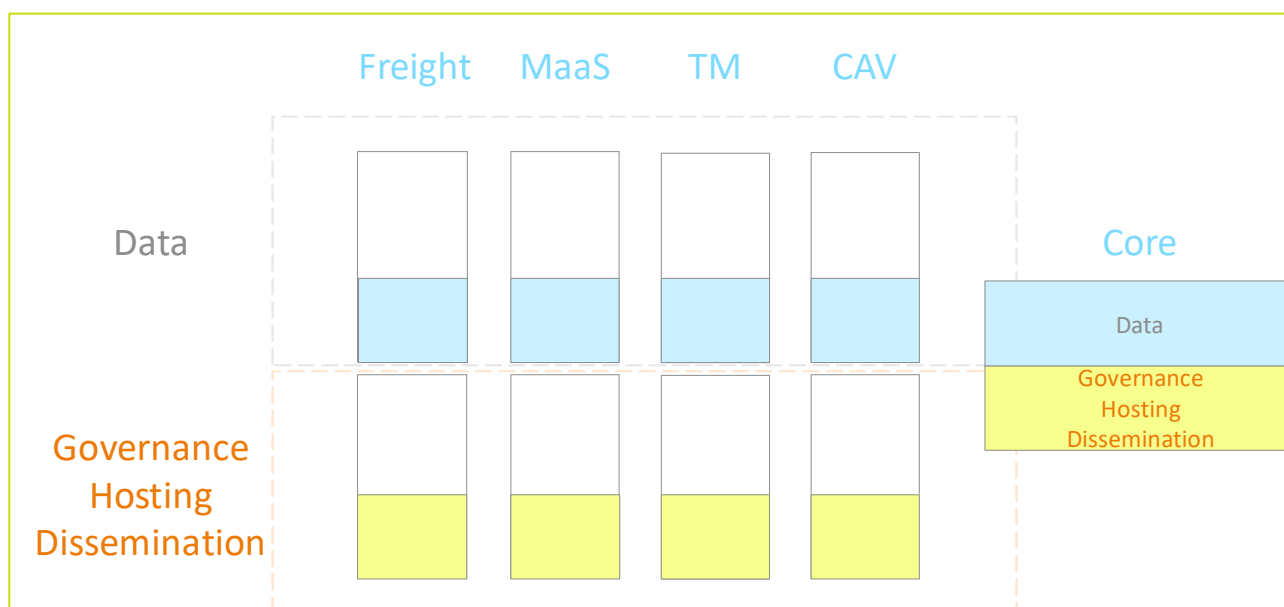 Freight MaaS TM CAV
Data
Core
Data
Governance
Hosting
Dissemination
Governance
Hosting
Dissemination